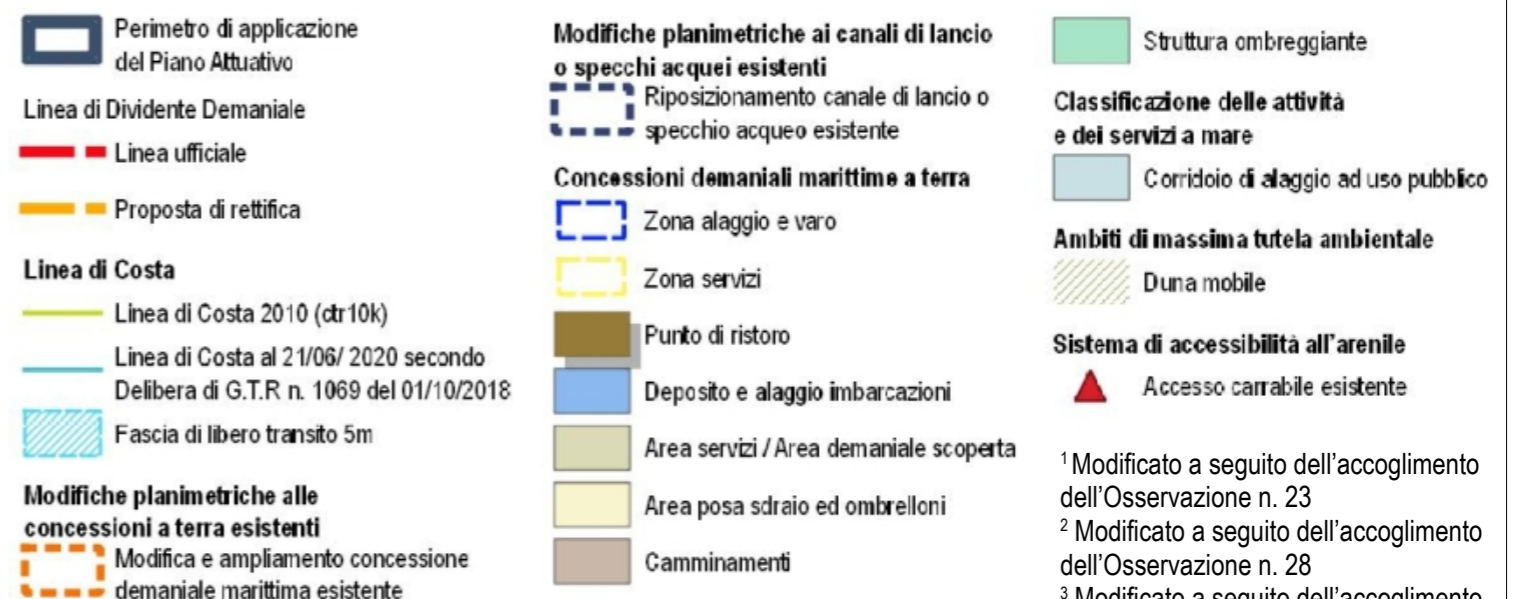 Perimetro di applicazione
del Piano Attuativo
Linea di Dividente Demaniale
Linea ufficiale
Proposta di rettifica
Linea di Costa
Linea di Costa 2010 (ctr10k)
Linea di Costa al 21/06/ 2020 secondo
Delibera di G.T.R n. 1069 del 01/10/2018
Fascia di libero transito 5m
Modifiche planimetriche alle
concessioni a terra esistenti
Modifica e ampliamento concessione
demaniale marittima esistente
Modifiche planimetriche ai canali di lancio
o specchi acquei esistenti
Riposizionamento canale di lancio o
specchio acqueo esistente
Concessioni demaniali marittime a terra
Zona alaggio e varo
Zona servizi
Punto di ristoro
Deposito e alaggio imbarcazioni
Area servizi / Area demaniale scoperta
Area posa sdraio ed ombrelloni
Camminamenti
Struttura ombreggiante
Classificazione delle attività
e dei servizi a mare
Corridoio di alaggio ad uso pubblico
Ambiti di massima tutela ambientale
Duna mobile
Sistema di accessibilità all'arenile
Accesso carrabile esistente
¹ Modificato a seguito dell'accoglimento
dell'Osservazione n. 23
² Modificato a seguito dell'accoglimento
dell'Osservazione n. 28
³ Modificato a seguito dell'accoglimento